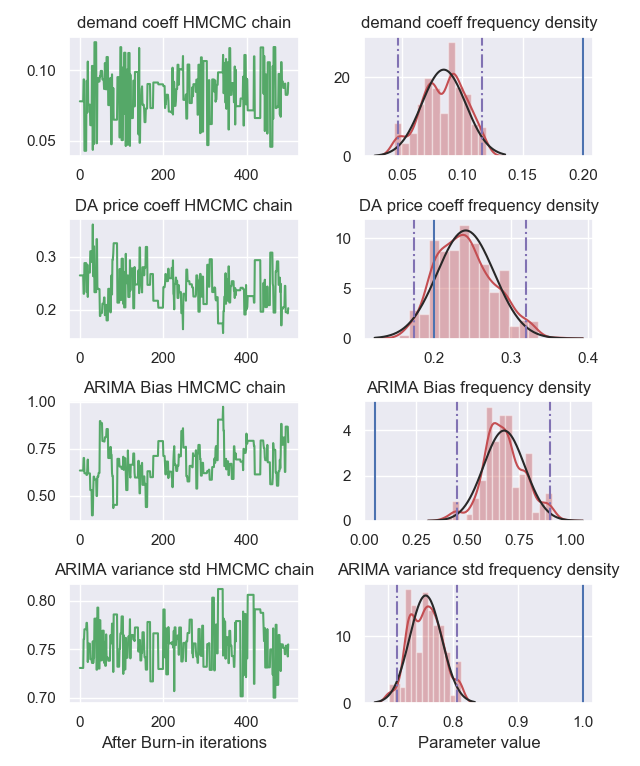 demand coeff HMCMC chain
demand coeff frequency density
0.10
0.05
0 200 400
20
0
0.05 0.10 0.15 0.20
DA price coeff HMCMC chain
DA price coeff frequency density
0.3
0.2
0 200 400
10
5
0
0.2 0.3 0.4
ARIMA Bias HMCMC chain
ARIMA Bias frequency density
1.00
0.75
0.50
0 200 400
4
2
0
0.00 0.25 0.50 0.75 1.00
ARIMA variance std HMCMC chain
ARIMA variance std frequency density
0.80
0.75
0.70
0 200 400
After Burn-in iterations
10
0
0.7 0.8 0.9 1.0
Parameter value